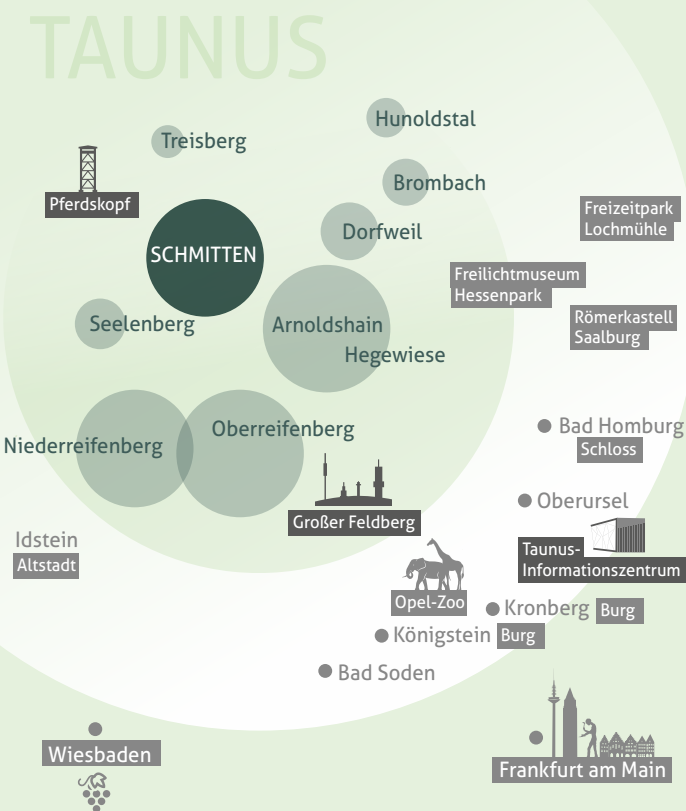 TAUNUS
Hunoldstal
Treisberg
Brombach
Pferdskopf
Freizeitpark
Lochmühle
Dorfweil
SCHMITTEN
Freilichtmuseum
Hessenpark
Römerkastell
Saalburg
Seelenberg
Arnoldshain
Hegewiese
Bad Homburg
Schloss
Oberreifenberg
Niederreifenberg
Oberursel
Großer Feldberg
Idstein
Altstadt
Taunus-
Informationszentrum
Opel-Zoo
Kronberg Burg
Königstein Burg
Bad Soden
Wiesbaden
Frankfurt am Main